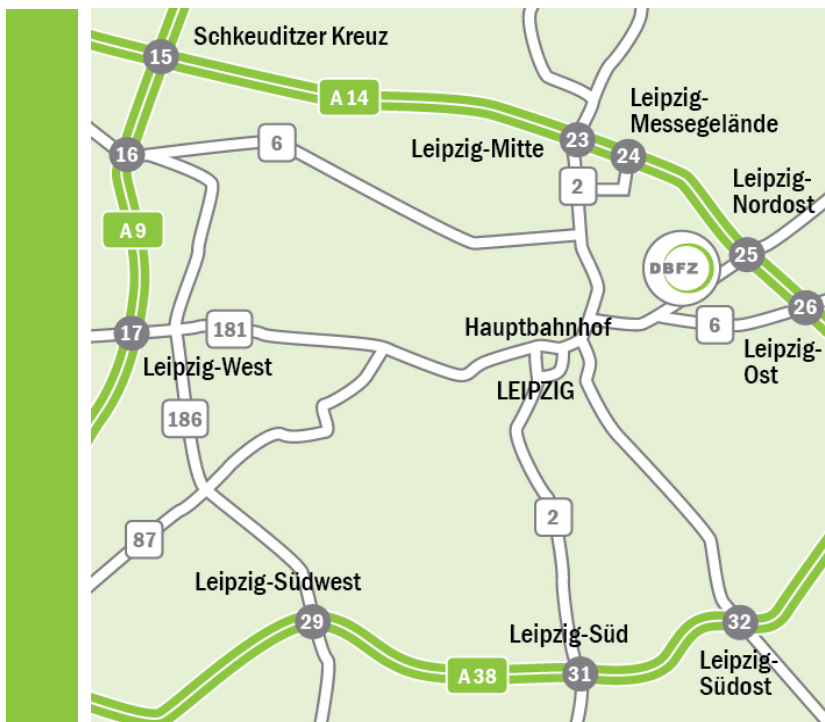 Schkeuditzer Kreuz
15
A 14
Leipzig-
Messegelände
23
Leipzig-Mitte
24
6
16
2
Leipzig-
Nordost
A 9
25
DBFZ
26
17
181
Hauptbahnhof
6
Leipzig-West
Leipzig-
Ost
LEIPZIG
186
2
87
Leipzig-Südwest
29
Leipzig-Süd
32
A 38
31
Leipzig-
Südost